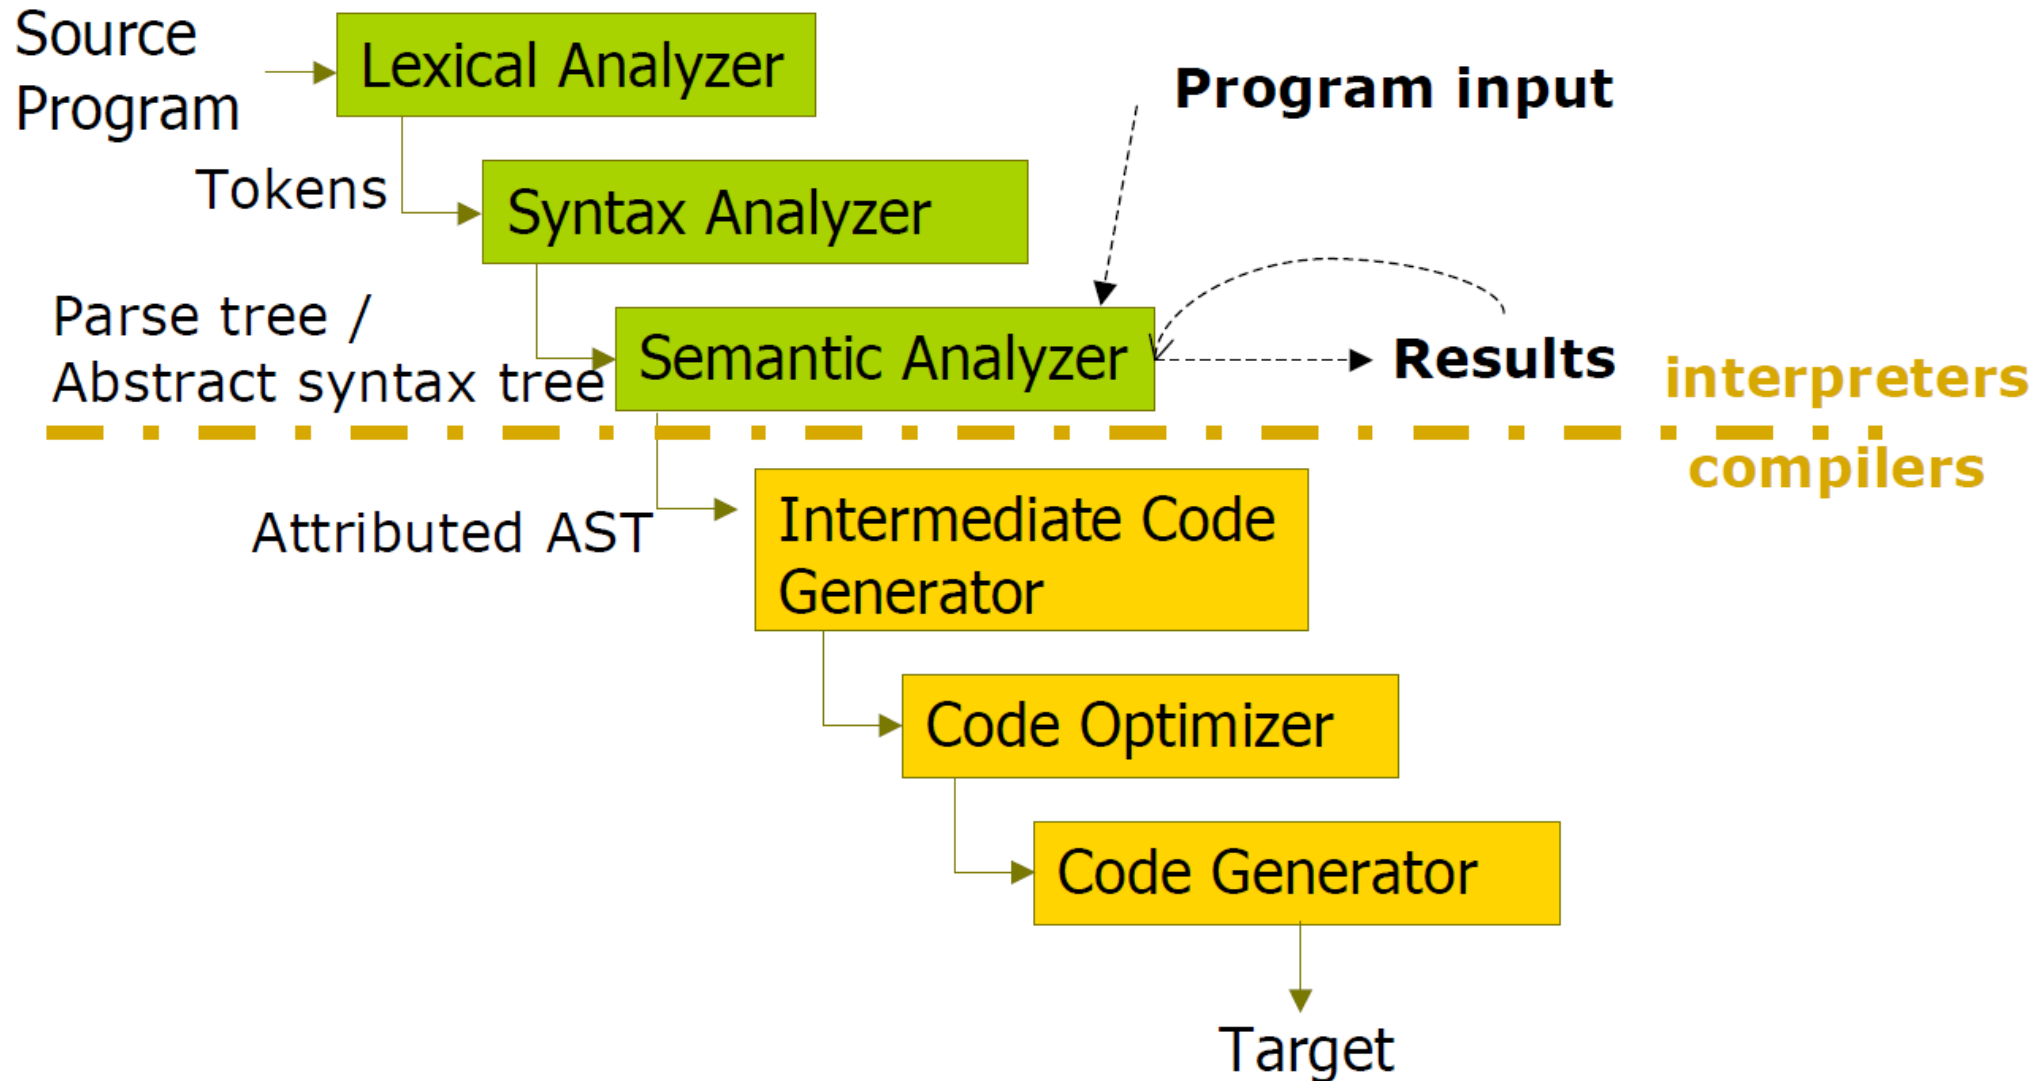 Source
Program
Lexical Analyzer
Program input
Tokens
Syntax Analyzer
Parse tree /
Abstract syntax tree
Semantic Analyzer
Results
interpreters
compilers
Attributed AST
Intermediate Code
Generator
Code Optimizer
Code Generator
Target